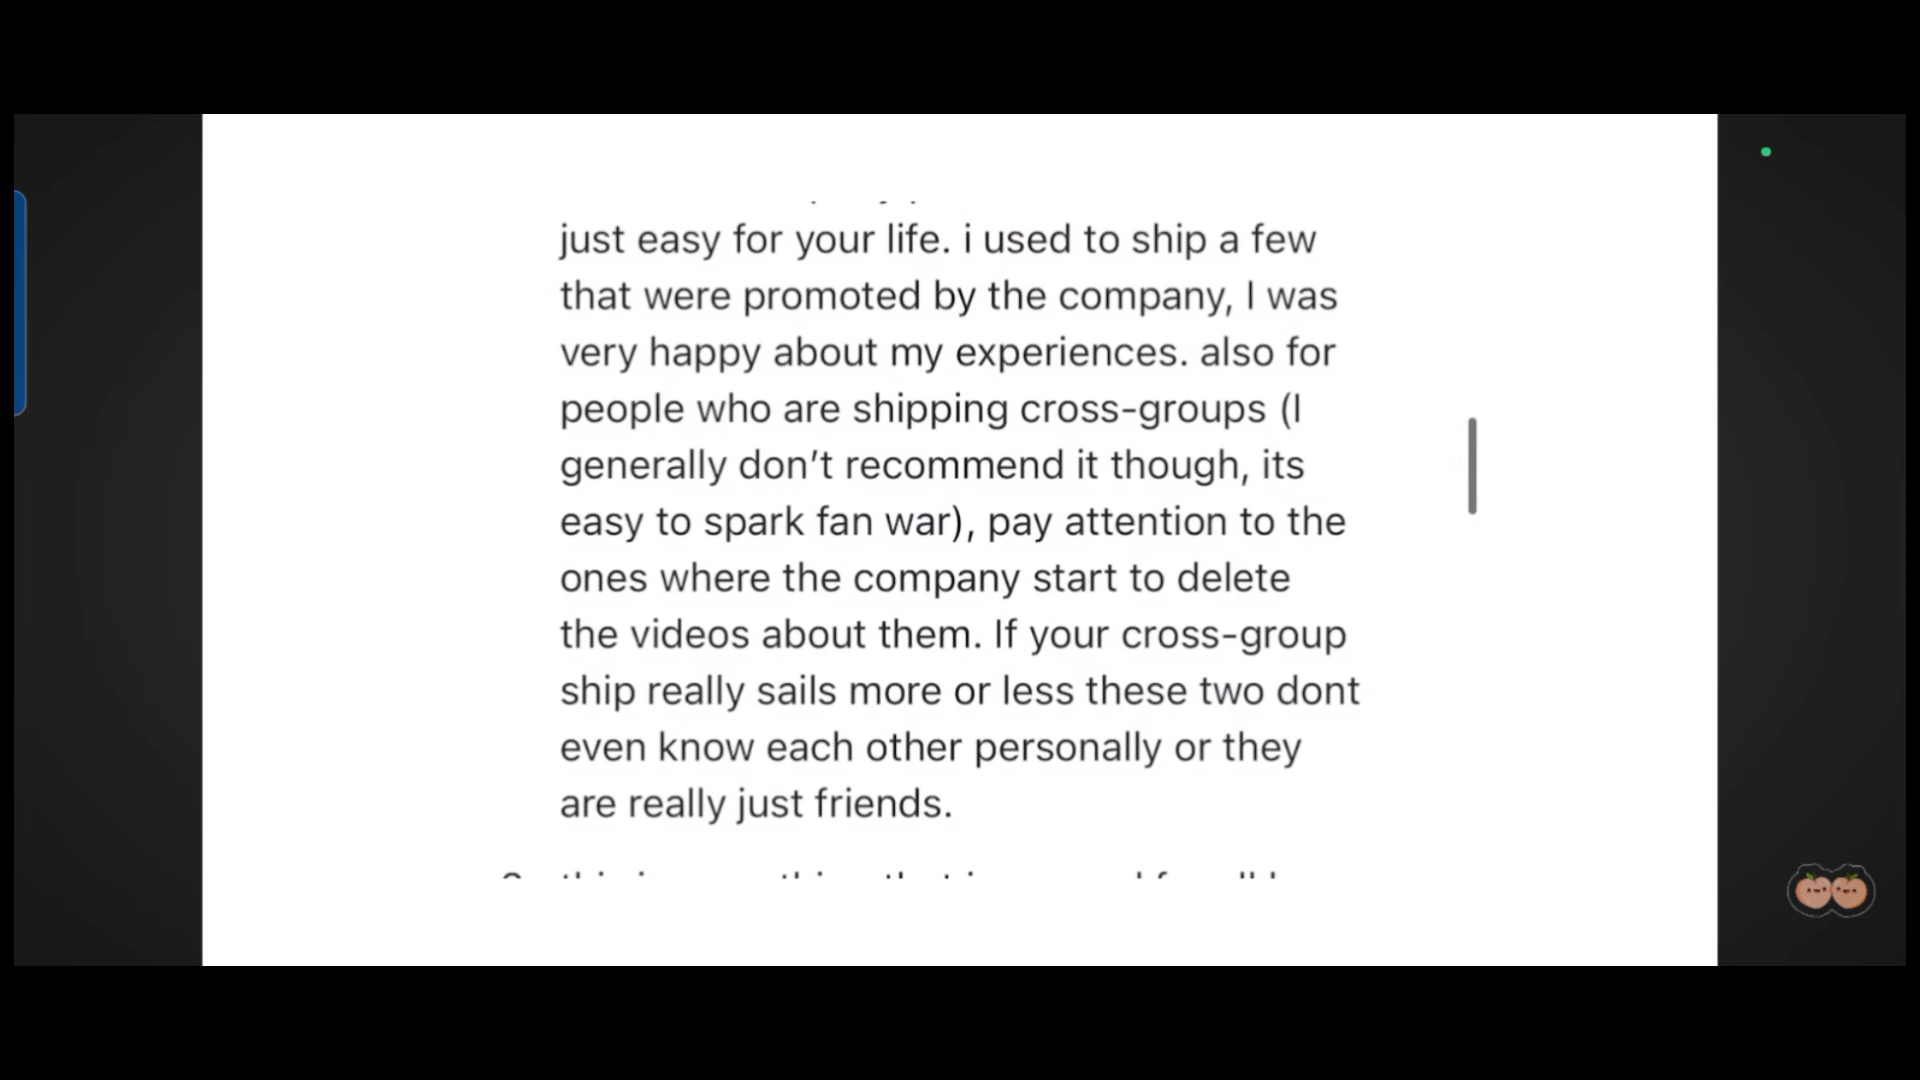 just easy for your life. i used to ship a few
that were promoted by the company, I was
very happy about my experiences. also for
people who are shipping cross-groups (I
generally don’t recommend it though, its
easy to spark fan war), pay attention to the
ones where the company start to delete
the videos about them. If your cross-group
ship really sails more or less these two dont
even know each other personally or they
are really just friends.